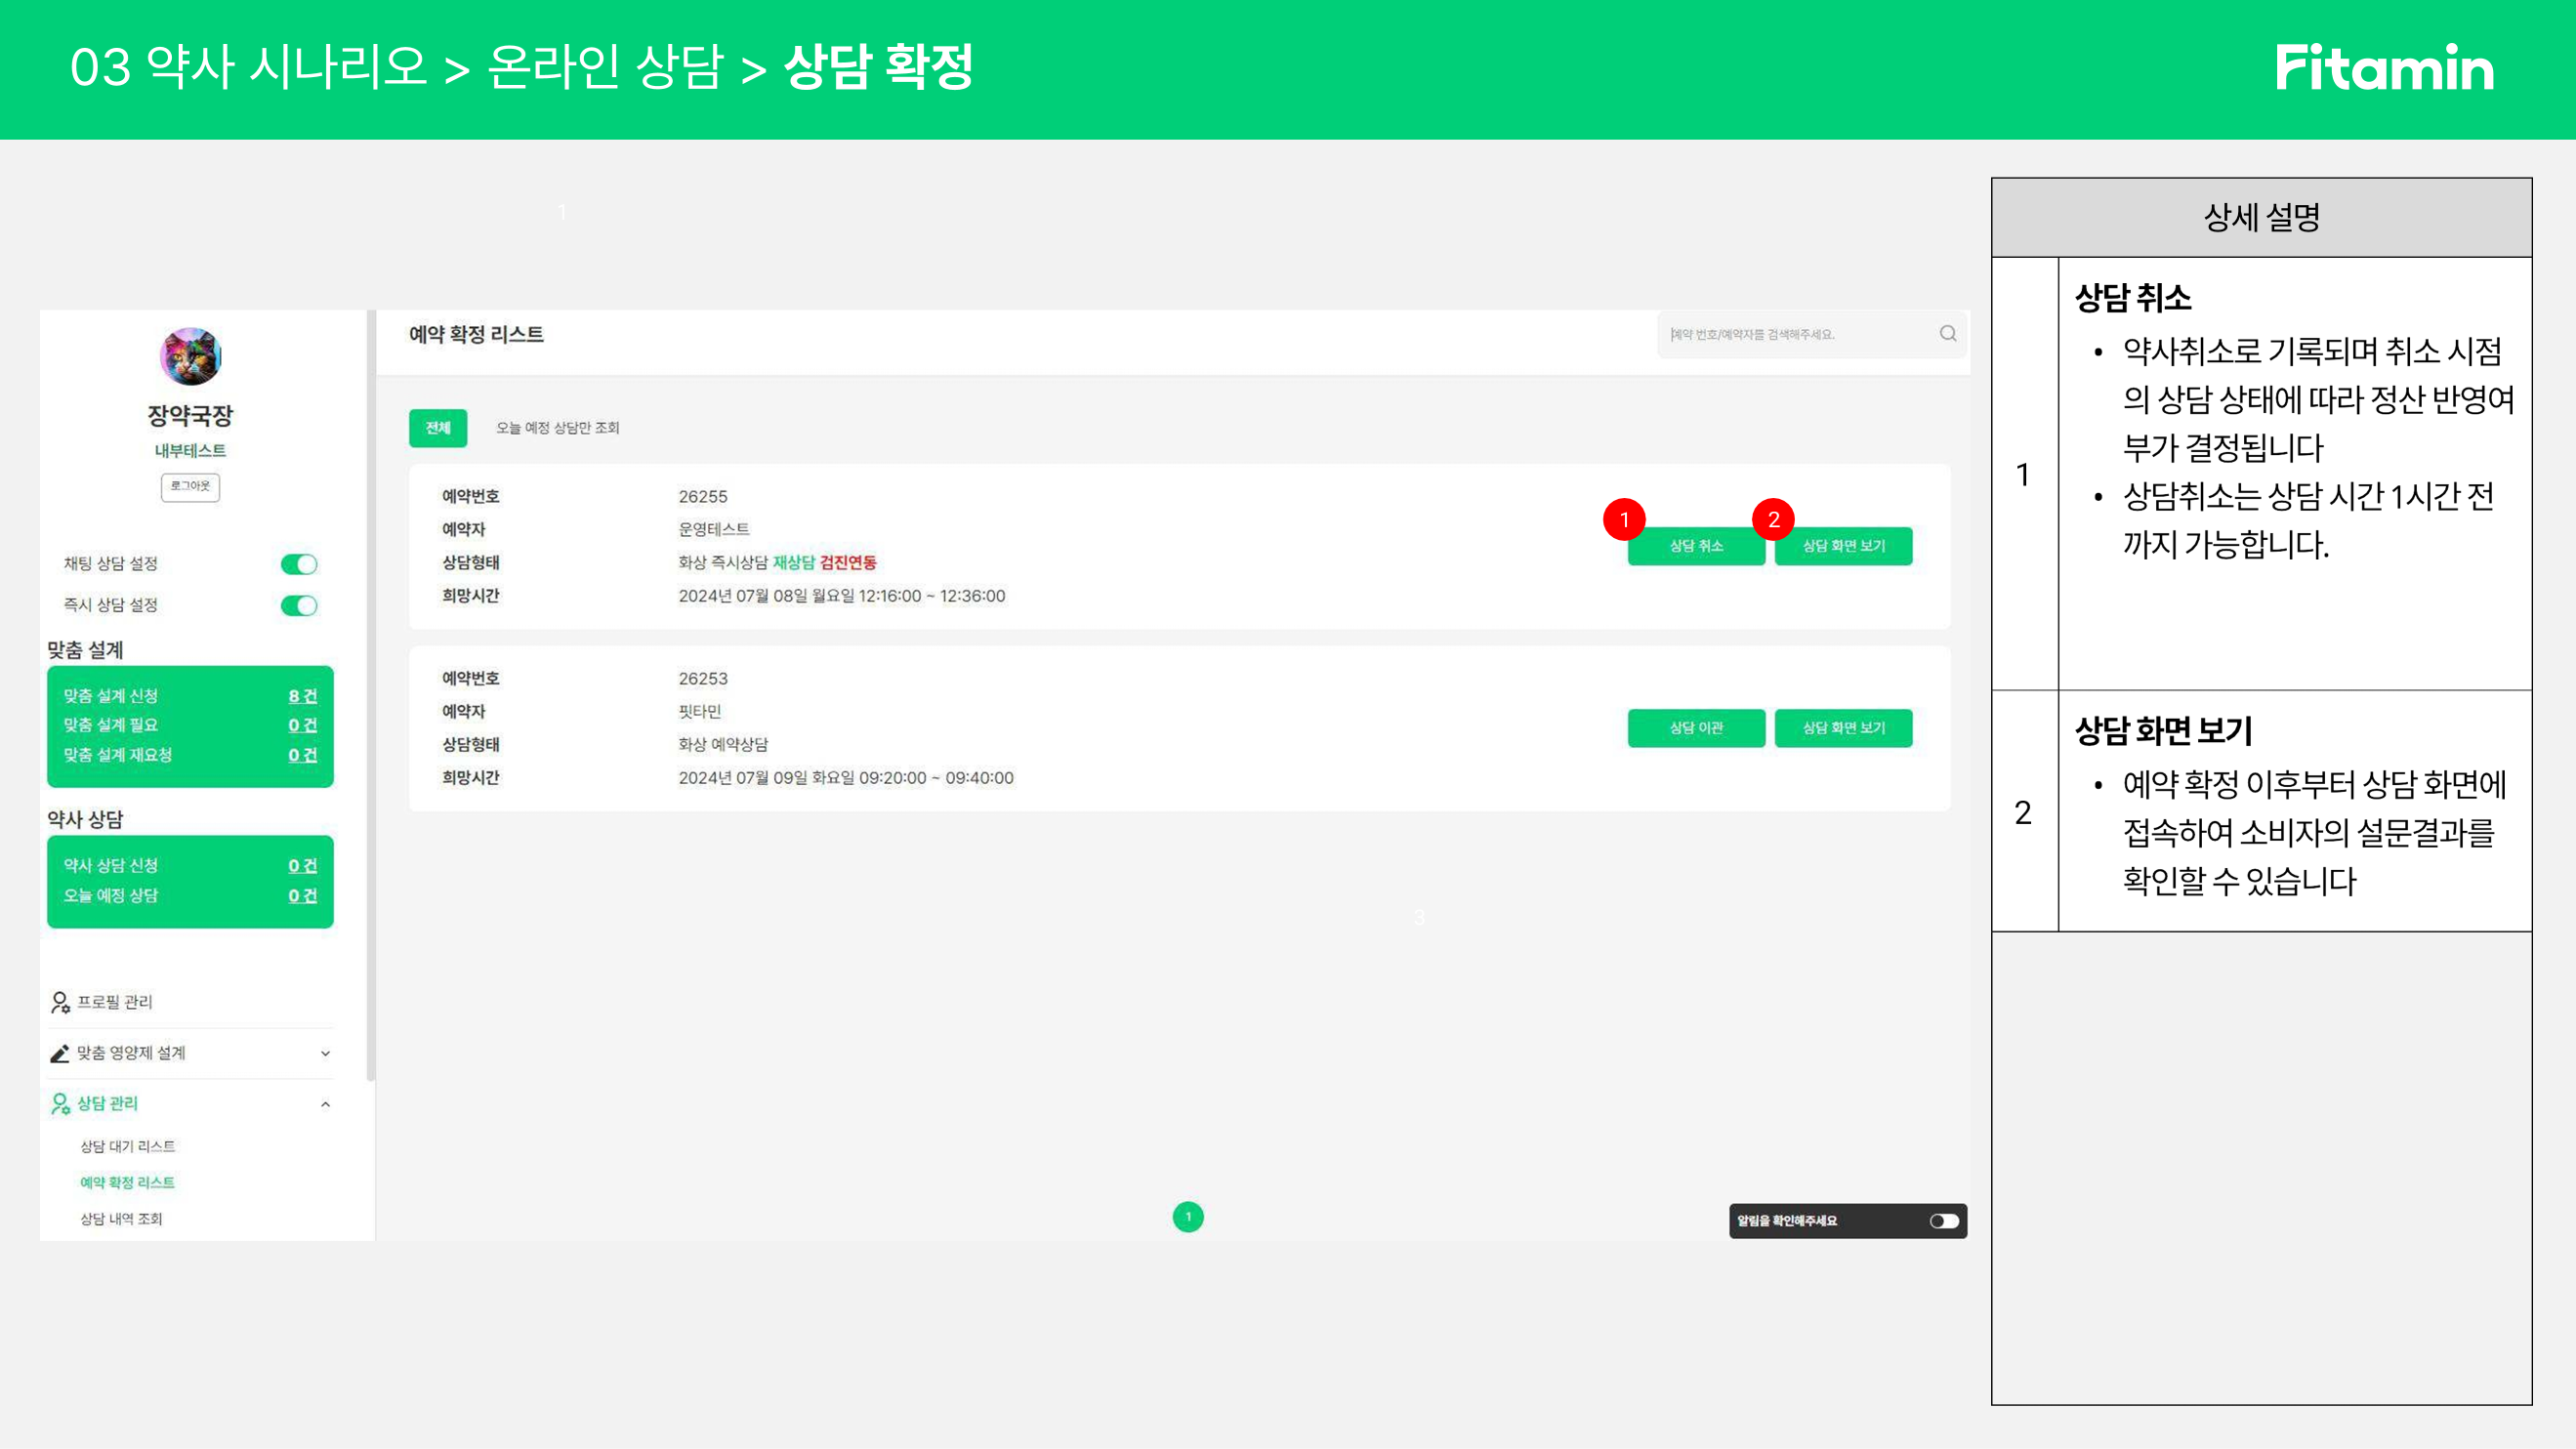 03 약사 시나리오 > 온라인 상담 > 상담 확정
Fitamin
1
장약국장
내부테스트
로그아웃
채팅 상담 설정
즉시 상담 설정
맞춤 설계
맞춤 설계 신청 8 건
맞춤 설계 필요 0 건
맞춤 설계 재요청 0 건
약사 상담
약사 상담 신청 0 건
오늘 예정 상담 0 건
프로필 관리
맞춤 영양제 설계
상담 관리
상담 대기 리스트
예약 확정 리스트
상담 내역 조회
예약 확정 리스트
예약 번호/예약자를 검색해주세요.
전체 오늘 예정 상담만 조회
예약번호 26255
예약자 운영테스트
상담형태 화상 즉시상담 재상담 검진연동
희망시간 2024년 07월 08일 월요일 12:16:00 ~ 12:36:00
1 2
상담 취소 상담 화면 보기
예약번호 26253
예약자 핏타민
상담형태 화상 예약상담
희망시간 2024년 07월 09일 화요일 09:20:00 ~ 09:40:00
상담 이관 상담 화면 보기
3
1
알림을 확인해주세요
상세 설명
1
상담 취소
• 약사취소로 기록되며 취소 시점
의 상담 상태에 따라 정산 반영여
부가 결정됩니다
• 상담취소는 상담 시간 1시간 전
까지 가능합니다.
2
상담 화면 보기
• 예약 확정 이후부터 상담 화면에
접속하여 소비자의 설문결과를
확인할 수 있습니다